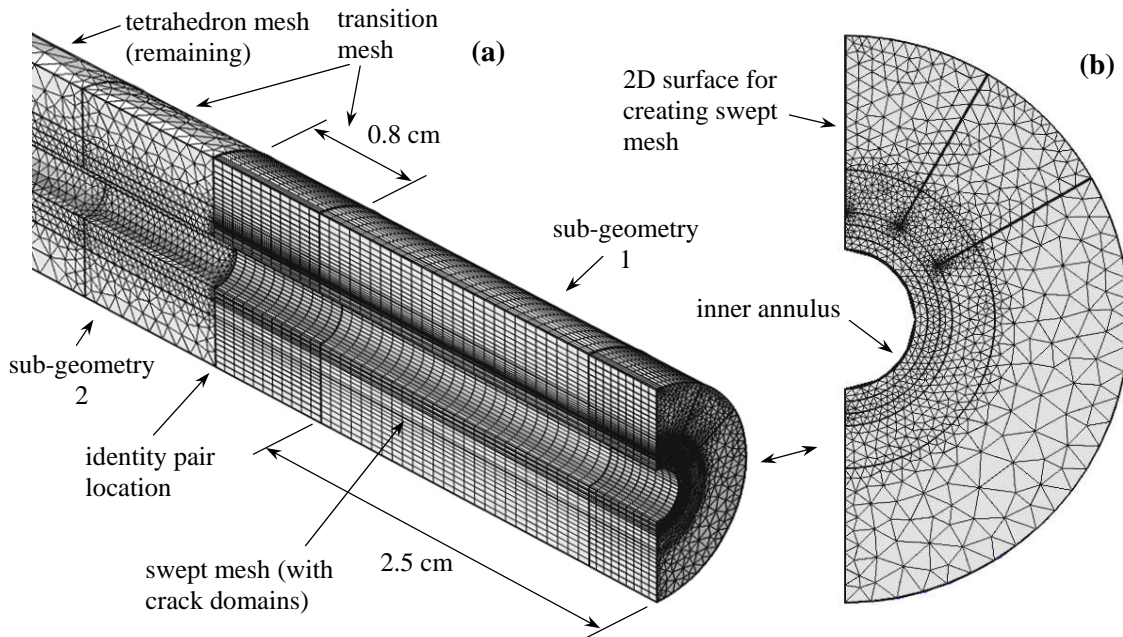 tetrahedron mesh
(remaining)
transition
mesh
(a)
0.8 cm
sub-geometry
1
sub-geometry
2
identity pair
location
swept mesh (with
crack domains)
2.5 cm
(b)
2D surface for
creating swept
mesh
inner annulus